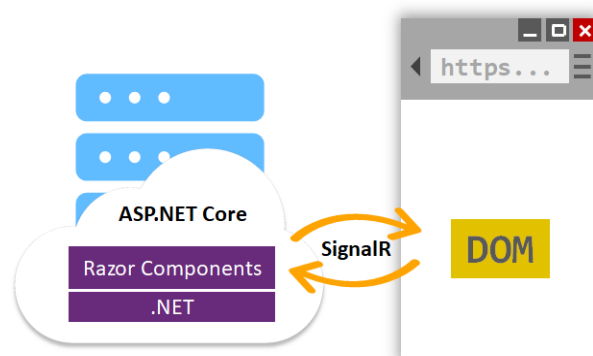 https...
ASP.NET Core
Razor Components
.NET
SignalR
DOM